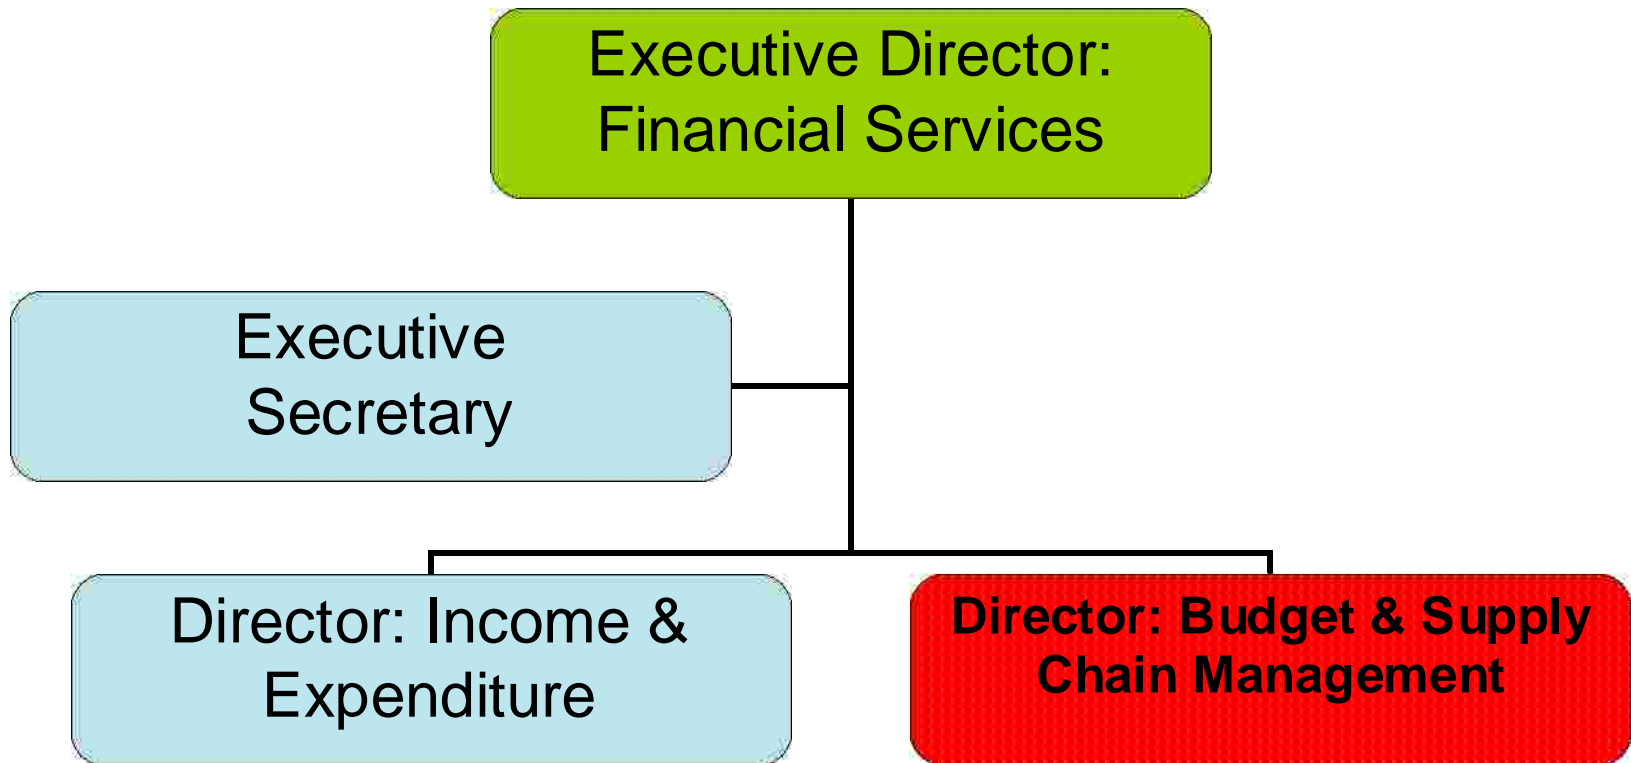 Executive Director:
Financial Services
Executive
Secretary
Director: Income &
Expenditure
Director: Budget & Supply
Chain Management